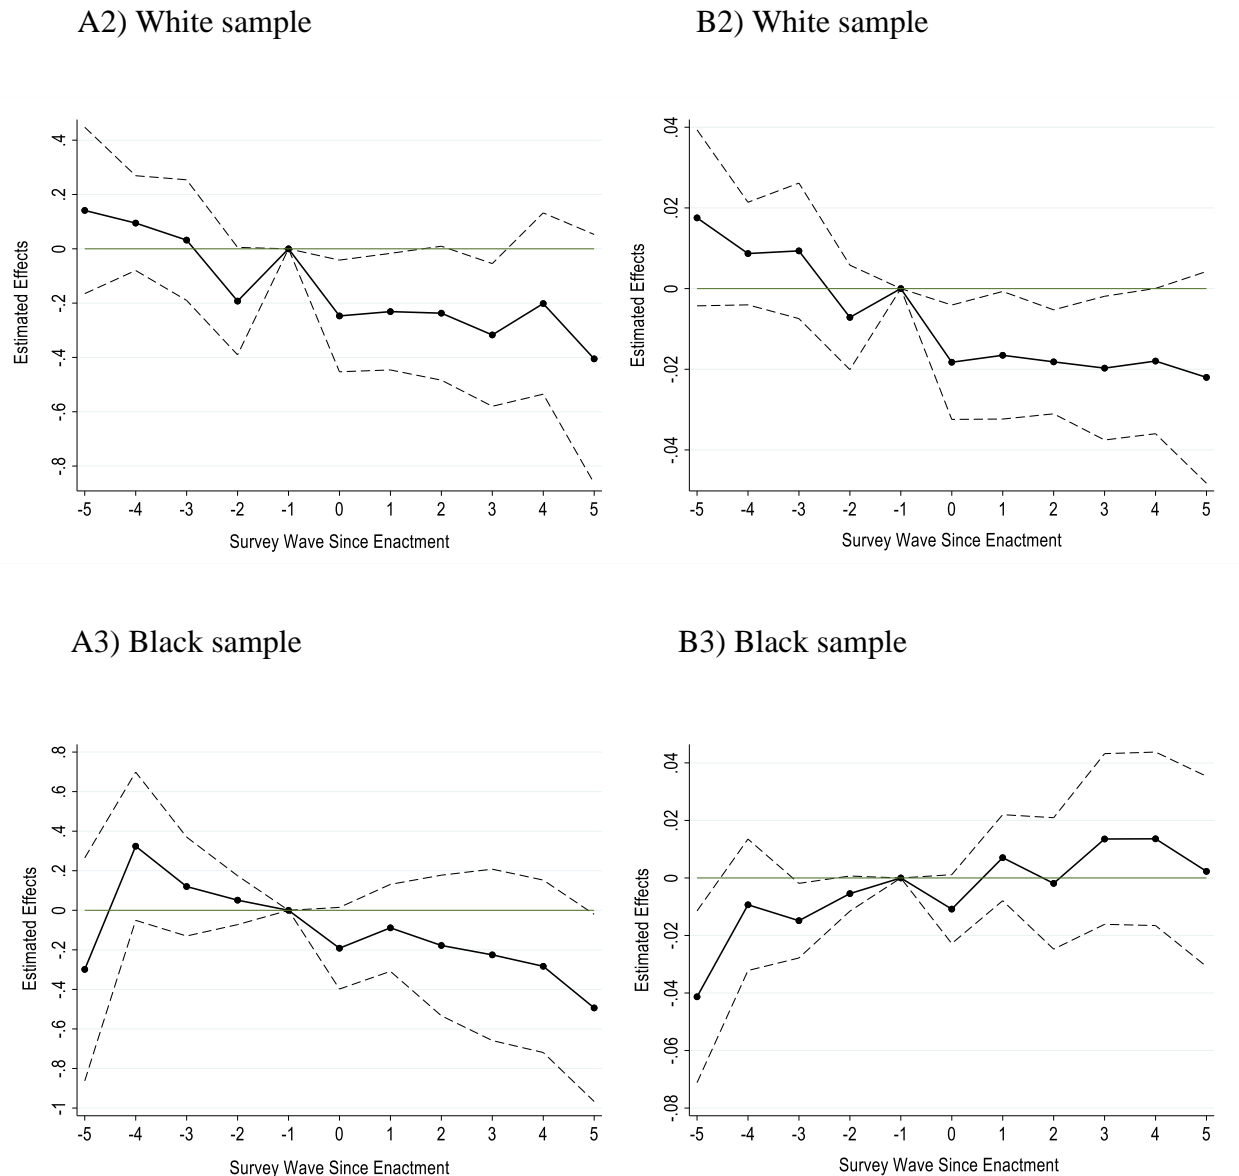 A2) White sample
.4
.2
0
-.2
-.4
-.6
-.8
Estimated Effects
-5 -4 -3 -2 -1 0 1 2 3 4 5
Survey Wave Since Enactment
B2) White sample
.04
.02
0
-.02
-.04
Estimated Effects
-5 -4 -3 -2 -1 0 1 2 3 4 5
Survey Wave Since Enactment
A3) Black sample
.8
.6
.4
.2
0
-.2
-.4
-.6
-.8
-1
Estimated Effects
-5 -4 -3 -2 -1 0 1 2 3 4 5
Survey Wave Since Enactment
B3) Black sample
.04
.02
0
-.02
-.04
-.06
-.08
Estimated Effects
-5 -4 -3 -2 -1 0 1 2 3 4 5
Survey Wave Since Enactment